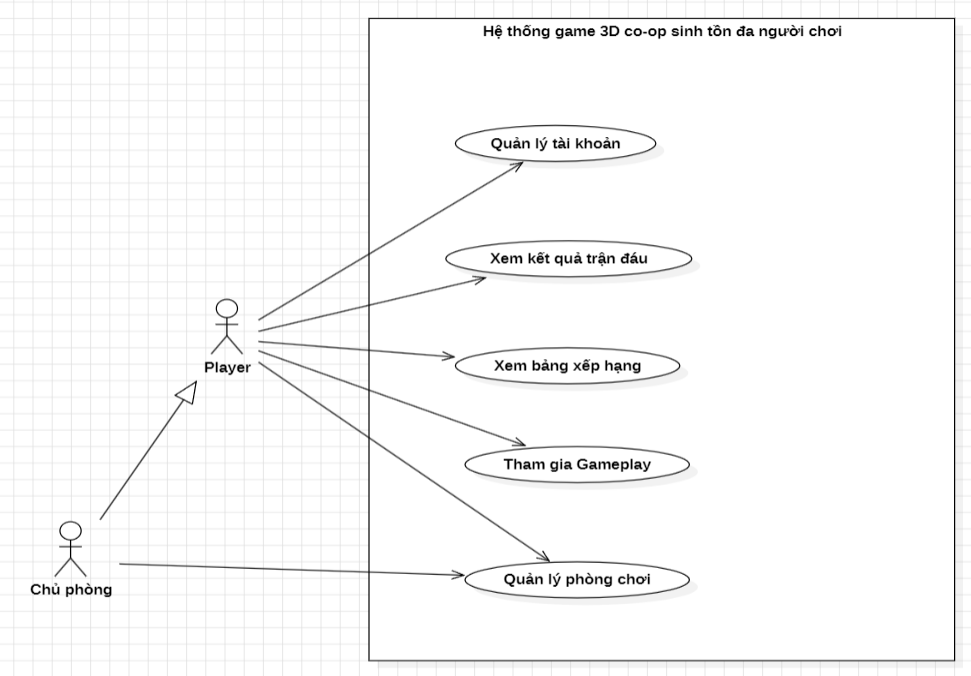 Hệ thống game 3D co-op sinh tồn đa người chơi
Quản lý tài khoản
Xem kết quả trận đáu
Player
Xem bảng xếp hạng
Tham gia Gameplay
Chủ phòng
Quản lý phòng chơi